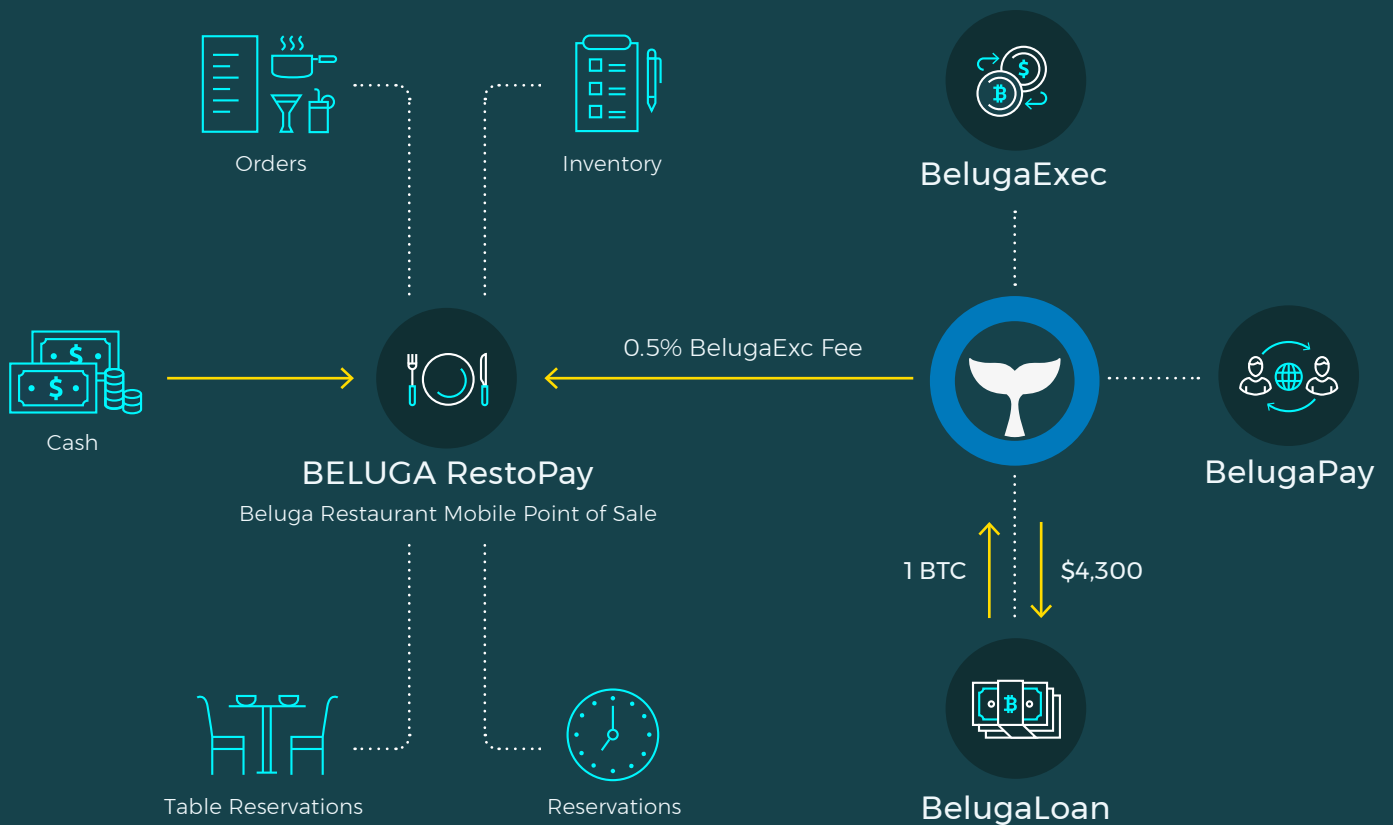 Orders
Inventory
BelugaExec
0.5% BelugaExc Fee
Cash
BELUGA RestoPay
Beluga Restaurant Mobile Point of Sale
BelugaPay
1 BTC
$4,300
Table Reservations
Reservations
BelugaLoan